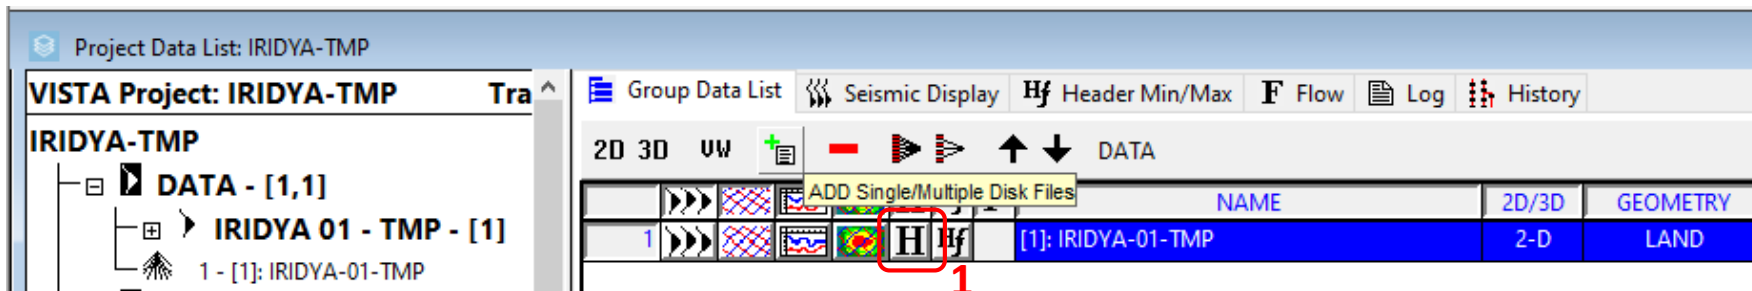 Project Data List: IRIDYA-TMP
VISTA Project: IRIDYA-TMP Tra
Group Data List Seismic Display Hf Header Min/Max F Flow Log History
IRIDYA-TMP
2D 3D VW DATA
DATA - [1,1]
ADD Single/Multiple Disk Files
NAME 2D/3D GEOMETRY
IRIDYA 01 - TMP - [1]
1 H Hf [1]: IRIDYA-01-TMP 2-D LAND
1 - [1]: IRIDYA-01-TMP
1